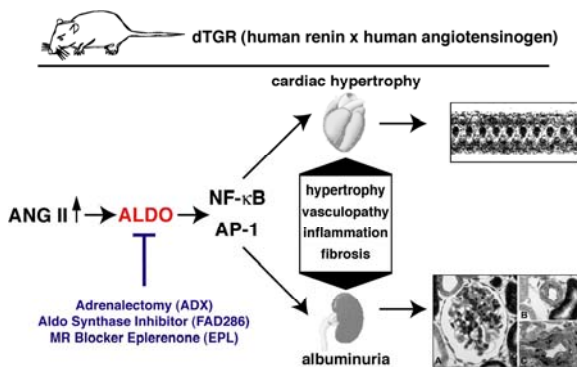 dTGR (human renin x human angiotensinogen)
cardiac hypertrophy
NF-κB
AP-1
ANG II
ALDO
hypertrophy
vasculopathy
inflammation
fibrosis
Adrenalectomy (ADX)
Aldo Synthase Inhibitor (FAD286)
MR Blocker Eplerenone (EPL)
albuminuria
A
B
C